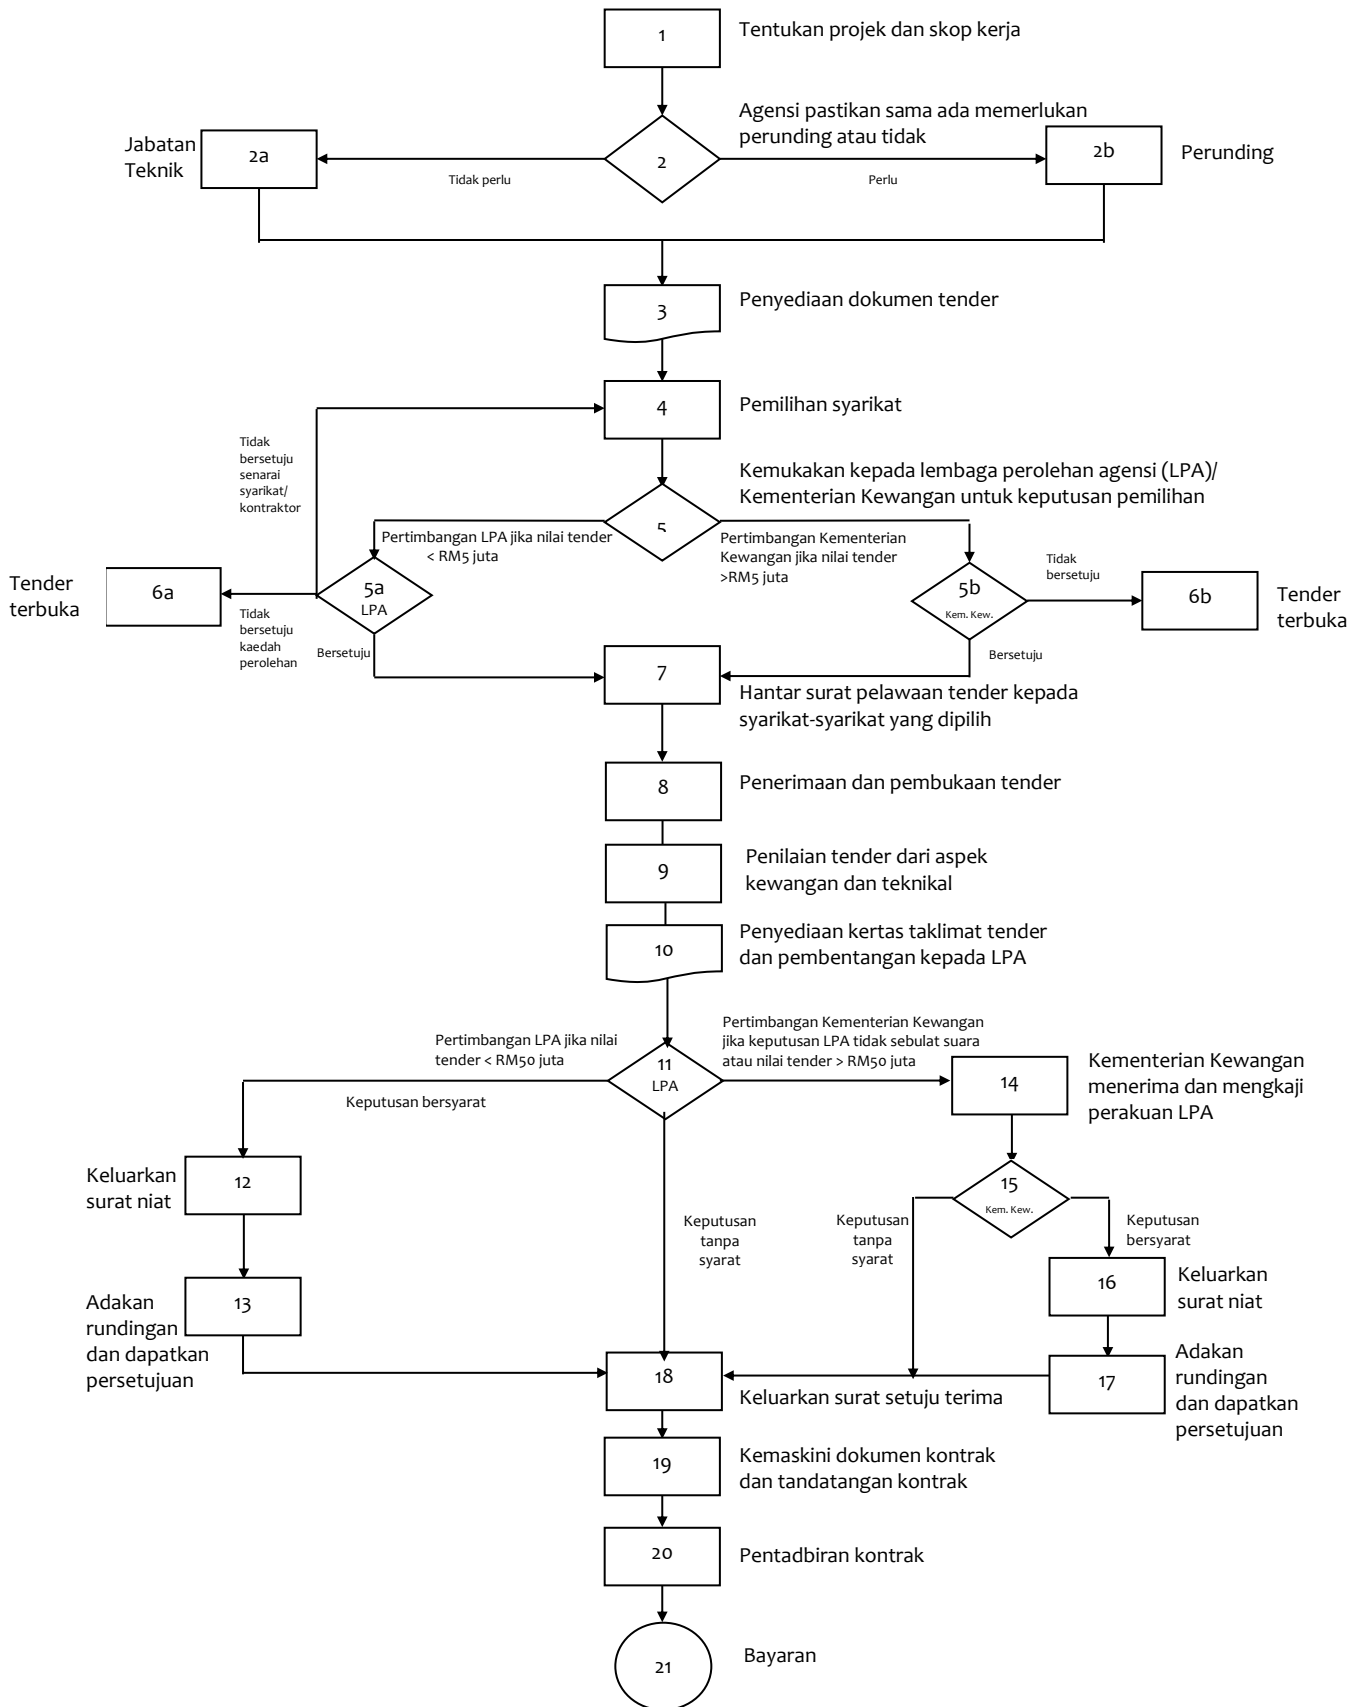 1
Tentukan projek dan skop kerja
Agensi pastikan sama ada memerlukan
perunding atau tidak
Jabatan
Teknik
2a
2
2b
Perunding
Tidak perlu
Perlu
3
Penyediaan dokumen tender
4
Pemilihan syarikat
Tidak
bersetuju
senarai
syarikat/
kontraktor
Kemukakan kepada lembaga perolehan agensi (LPA)/
Kementerian Kewangan untuk keputusan pemilihan
5
Pertimbangan LPA jika nilai tender
< RM5 juta
Pertimbangan Kementerian
Kewangan jika nilai tender
>RM5 juta
Tidak
bersetuju
Tender
terbuka
6a
5a
LPA
5b
Kem. Kew.
6b
Tender
terbuka
Tidak
bersetuju
kaedah
perolehan
Bersetuju
Bersetuju
7
Hantar surat pelawaan tender kepada
syarikat-syarikat yang dipilih
8
Penerimaan dan pembukaan tender
9
Penilaian tender dari aspek
kewangan dan teknikal
10
Penyediaan kertas taklimat tender
dan pembentangan kepada LPA
Pertimbangan LPA jika nilai
tender < RM50 juta
Pertimbangan Kementerian Kewangan
jika keputusan LPA tidak sebulat suara
atau nilai tender > RM50 juta
11
LPA
14
Kementerian Kewangan
menerima dan mengkaji
perakuan LPA
Keputusan bersyarat
Keluarkan
surat niat
12
15
Kem. Kew.
Keputusan
tanpa
syarat
Keputusan
tanpa
syarat
Keputusan
bersyarat
16
Keluarkan
surat niat
Adakan
rundingan
dan dapatkan
persetujuan
13
18
Keluarkan surat setuju terima
17
Adakan
rundingan
dan dapatkan
persetujuan
19
Kemaskini dokumen kontrak
dan tandatangan kontrak
20
Pentadbiran kontrak
21
Bayaran